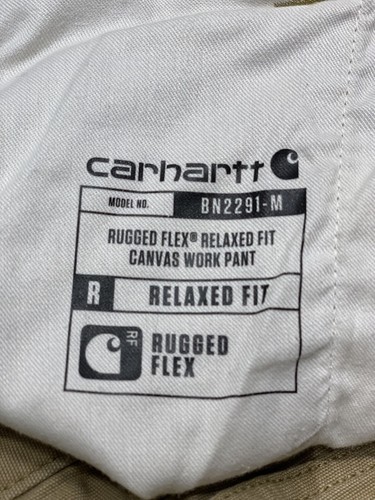 carhartt
MODEL NO. BN2291-M
RUGGED FLEX® RELAXED FIT
CANVAS WORK PANT
R RELAXED FIT
RF RUGGED
FLEX